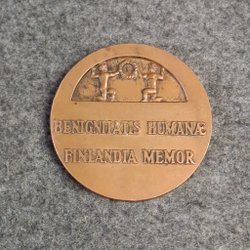 BENIGNITATIS HUMANÆ
FINLANDIA MEMOR